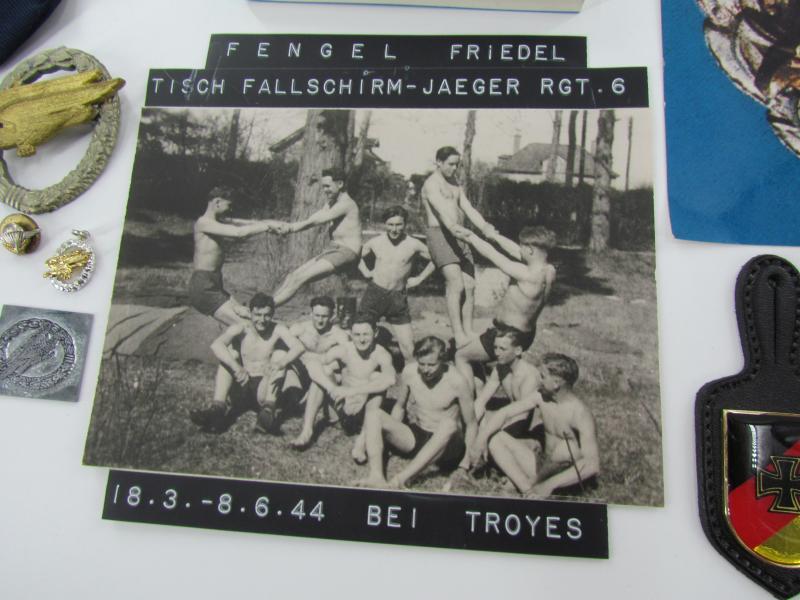 FENGEL FRIEDEL
TISCH FALLSCHIRM-JAEGER RGT.6
18.3.-8.6.44 BEI TROYES